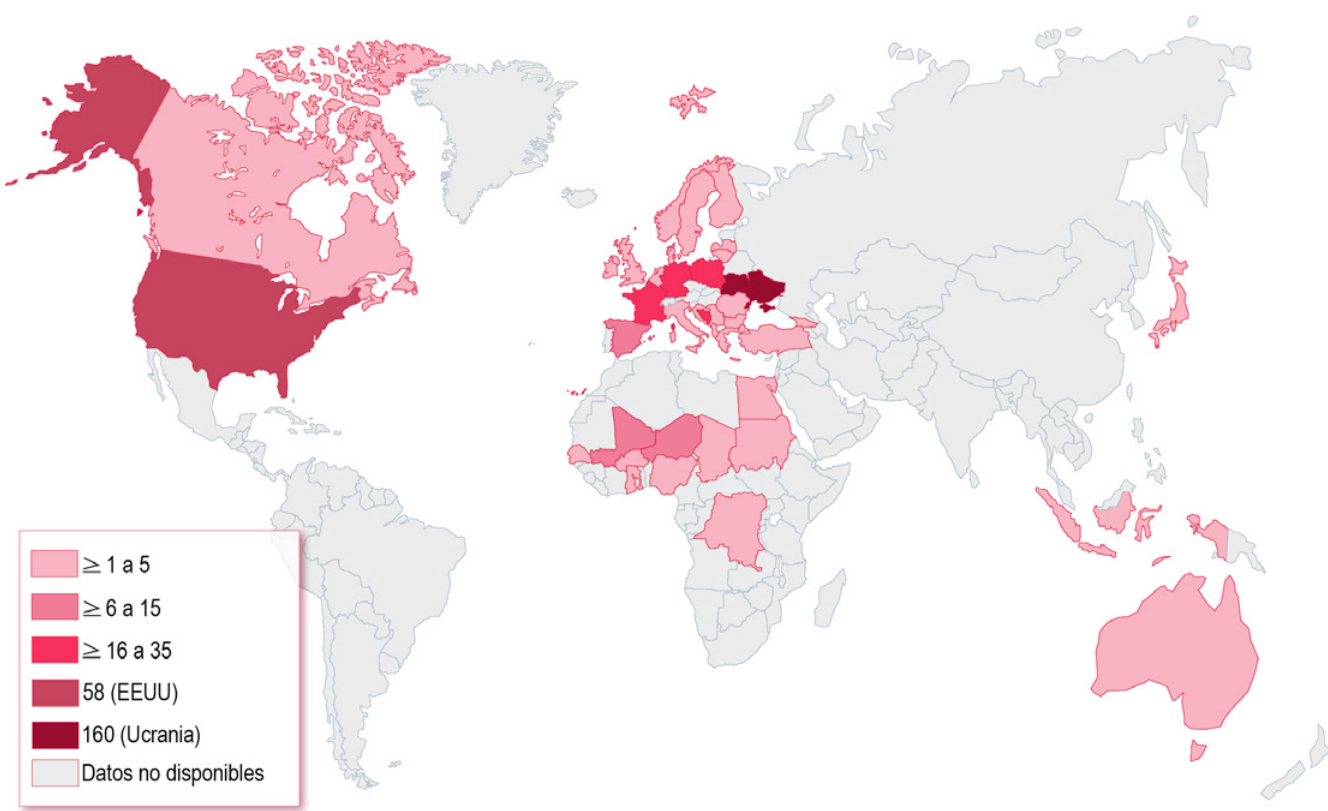 ≥ 1 a 5
≥ 6 a 15
≥ 16 a 35
58 (EEUU)
160 (Ucrania)
Datos no disponibles